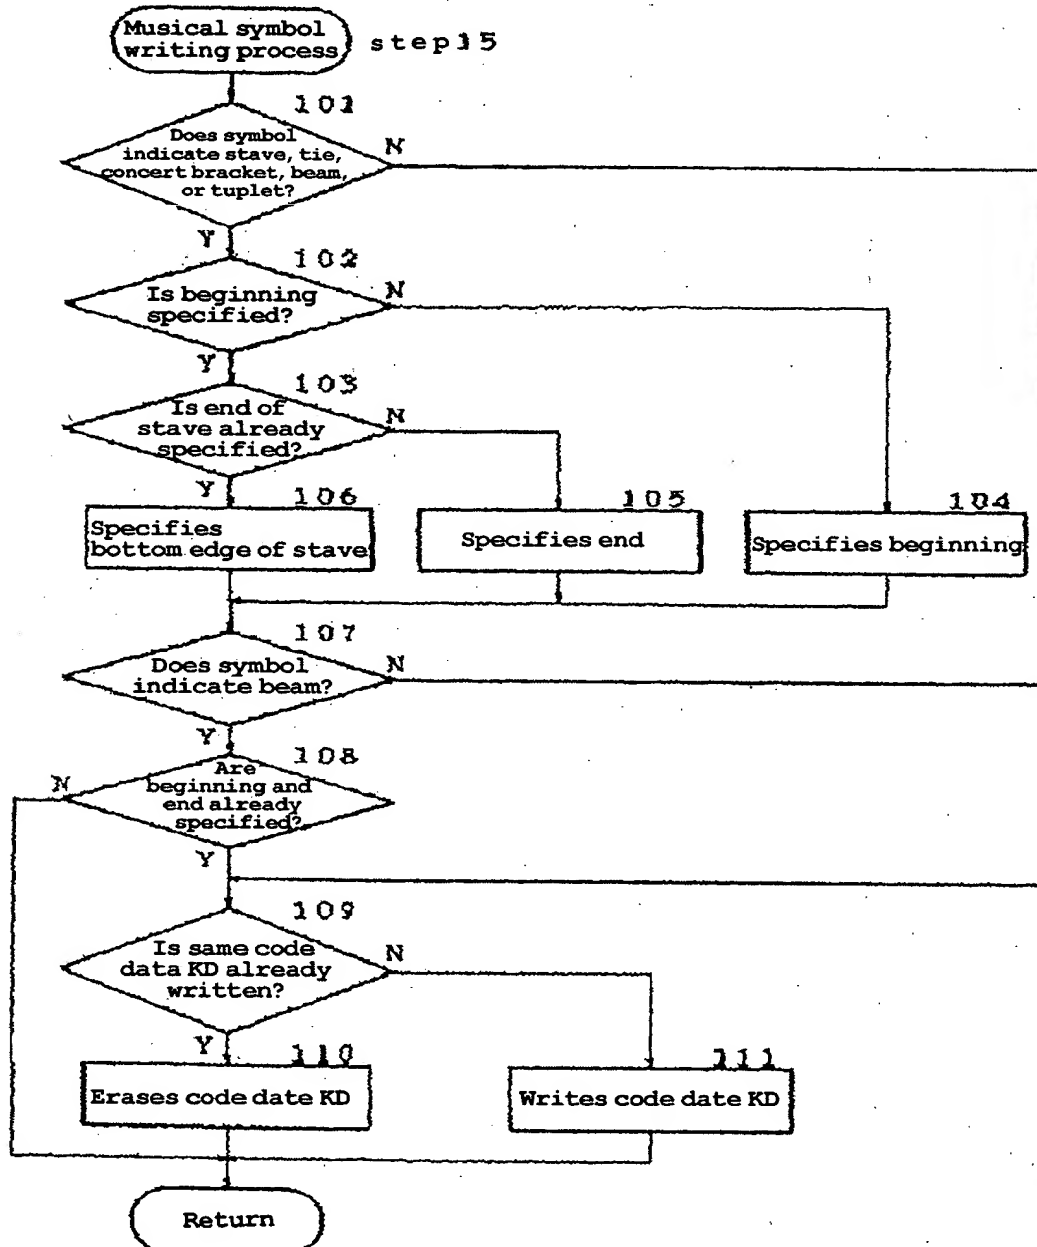 Musical symbol
writing process
step15
101
Does symbol
indicate stave, tie,
concert bracket, beam,
or tuplet?
N
Y
102
Is beginning
specified?
N
Y
103
Is end of
stave already
specified?
N
Y
106
Specifies
bottom edge of stave
105
Specifies end
104
Specifies beginning
107
Does symbol
indicate beam?
N
Y
108
Are
beginning and
end already
specified?
N
Y
109
Is same code
data KD already
written?
N
Y
110
Erases code date KD
111
Writes code date KD
Return